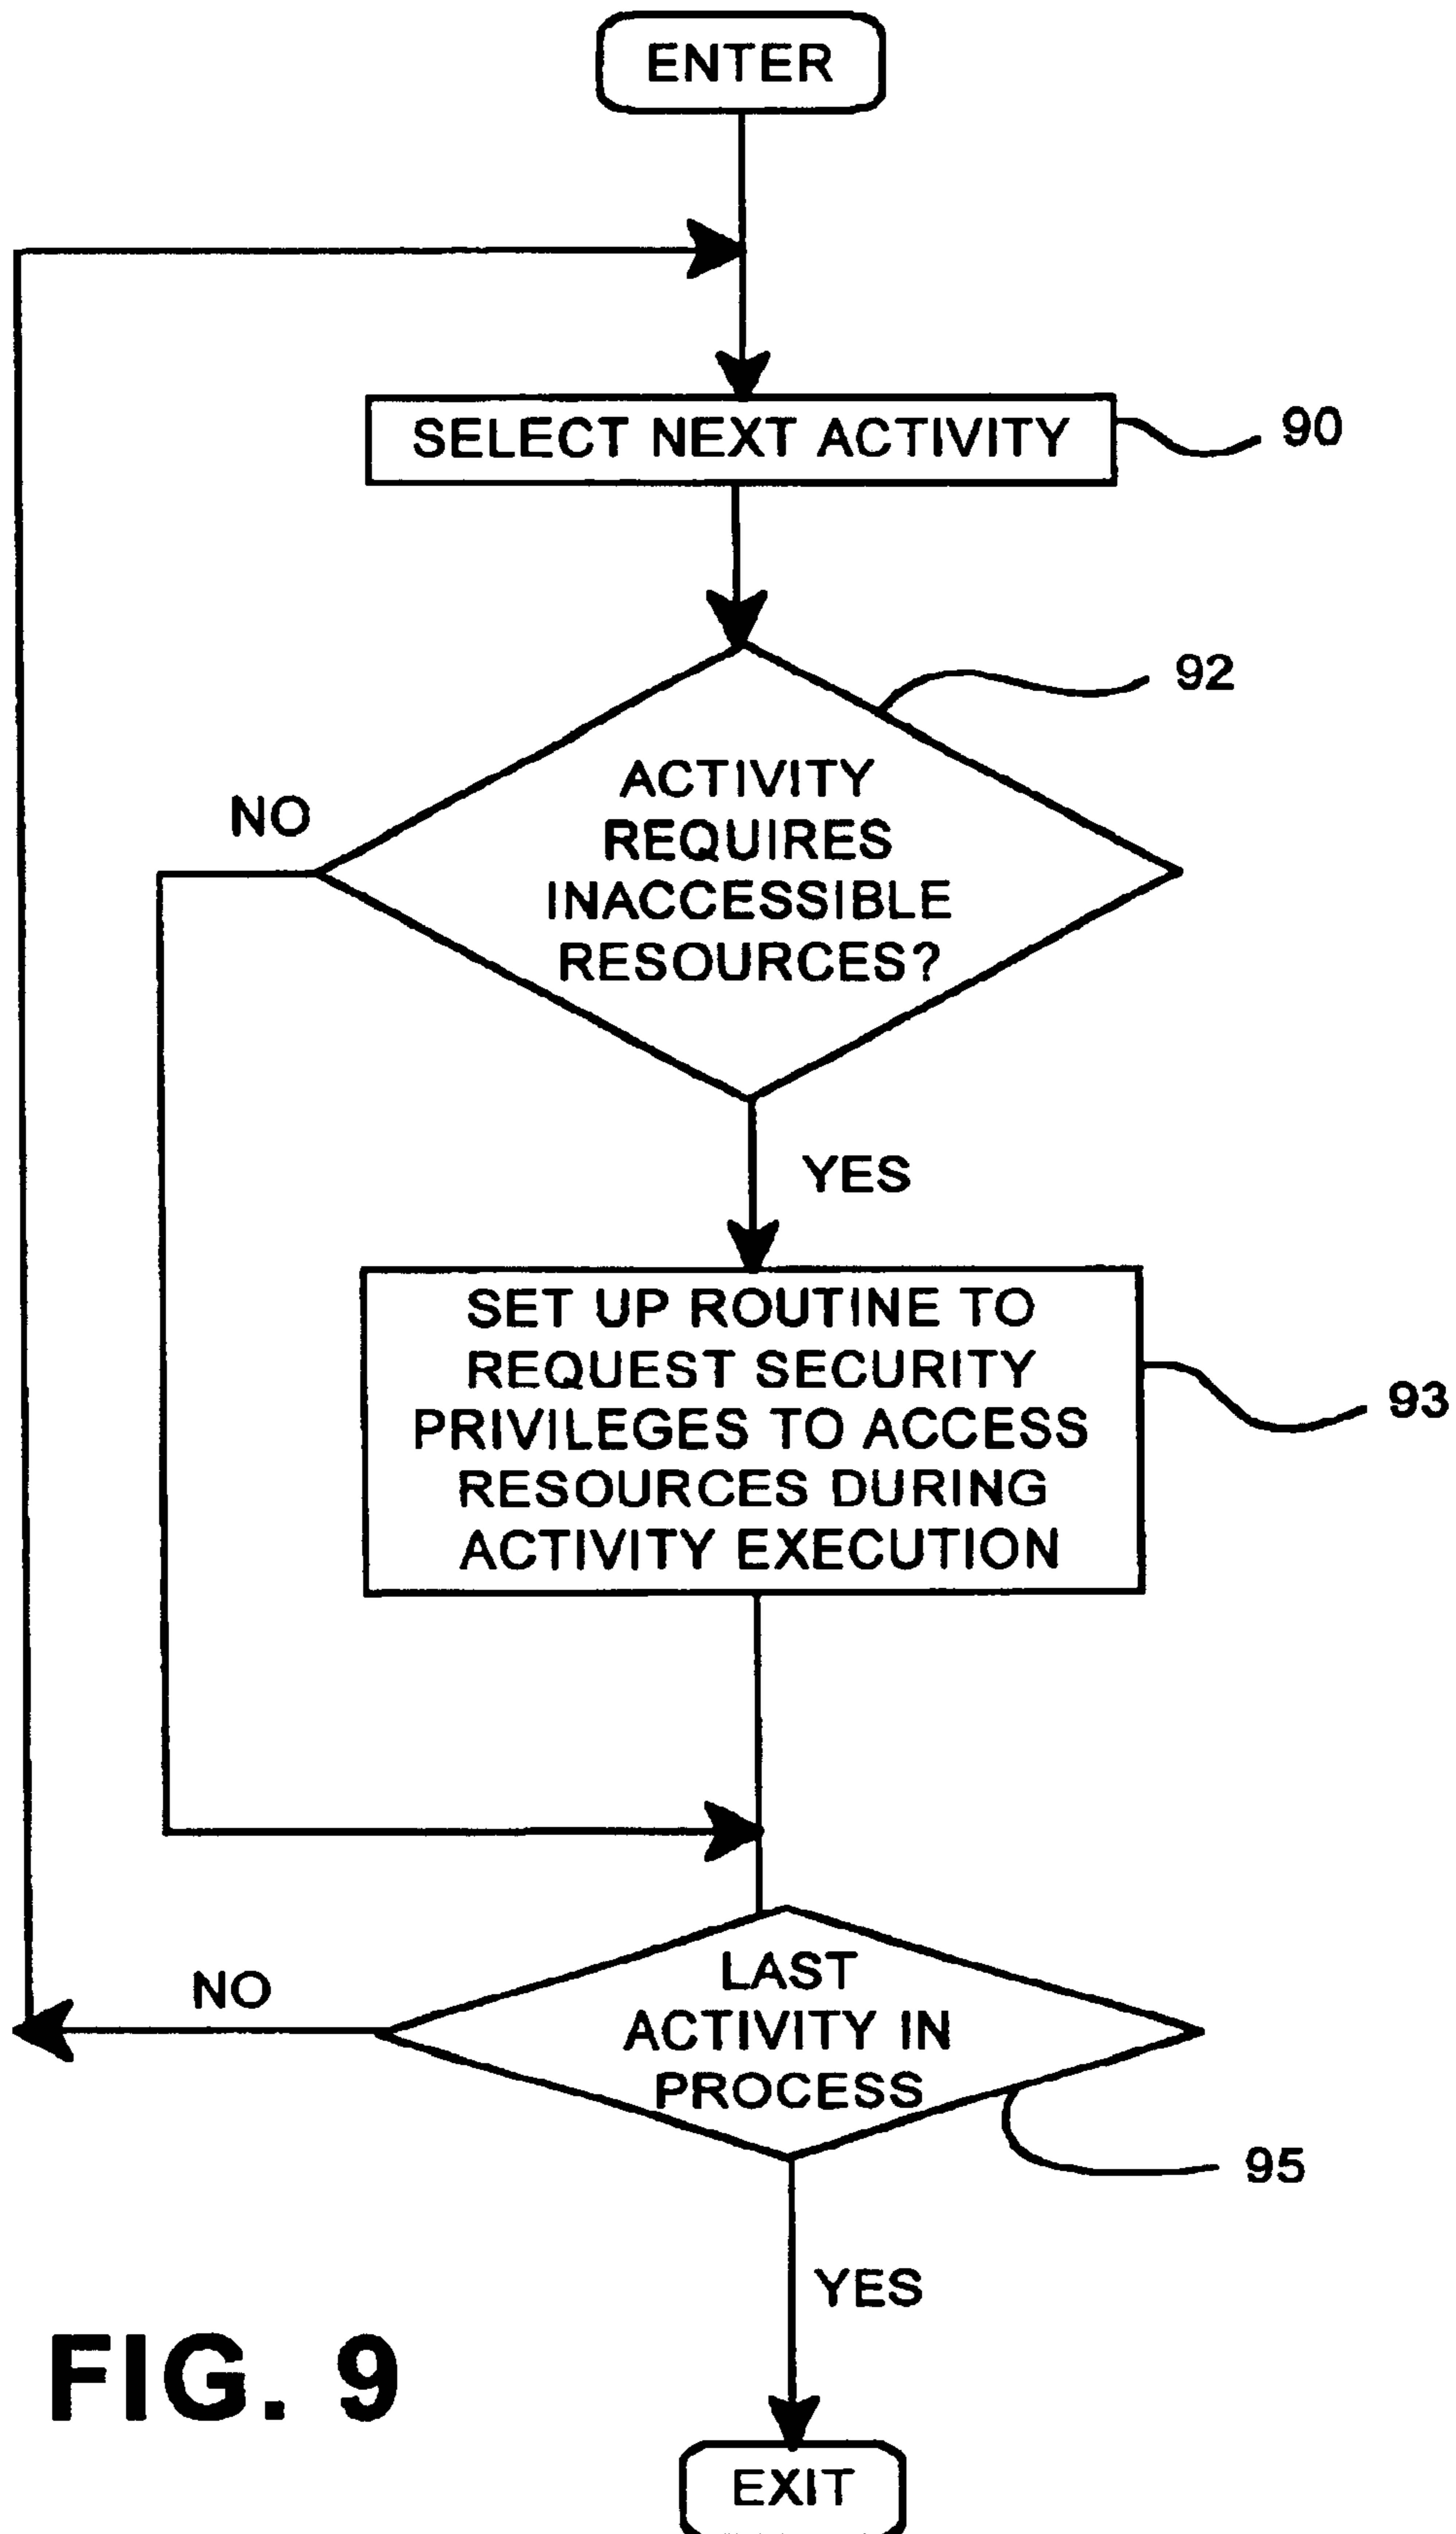 ENTER
SELECT NEXT ACTIVITY
90
92
ACTIVITY
REQUIRES
INACCESSIBLE
RESOURCES?
NO
YES
SET UP ROUTINE TO
REQUEST SECURITY
PRIVILEGES TO ACCESS
RESOURCES DURING
ACTIVITY EXECUTION
93
LAST
ACTIVITY IN
PROCESS
NO
95
YES
EXIT
FIG. 9